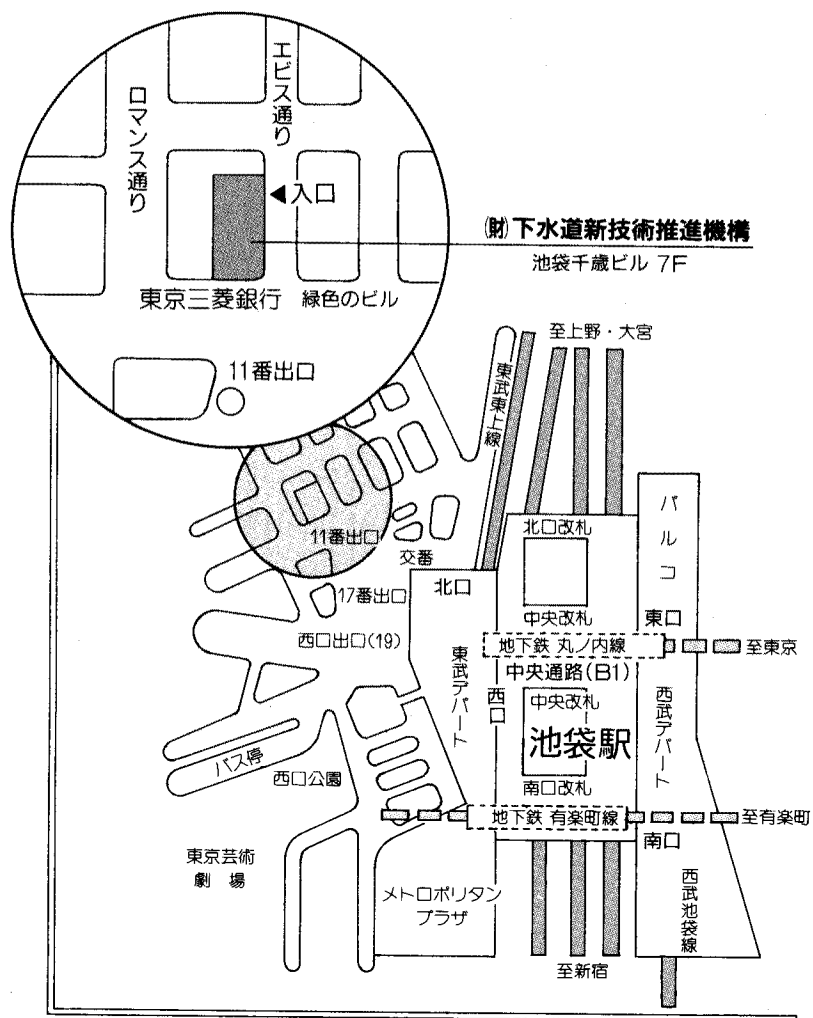 エビス通り
ロマンス通り
入口
(財)下水道新技術推進機構
池袋千歳ビル 7F
東京三菱銀行
緑色のビル
11番出口
至上野・大宮
東武東上線
パルコ
北口改札
11番出口
交番
北口
17番出口
中央改札
東口
西口出口(19)
地下鉄 丸ノ内線
至東京
中央通路(B1)
東武デパート
西口
中央改札
西武デパート
池袋駅
バス停
西口公園
南口改札
地下鉄 有楽町線
至有楽町
南口
東京芸術
劇場
メトロポリタン
プラザ
西武池袋線
至新宿